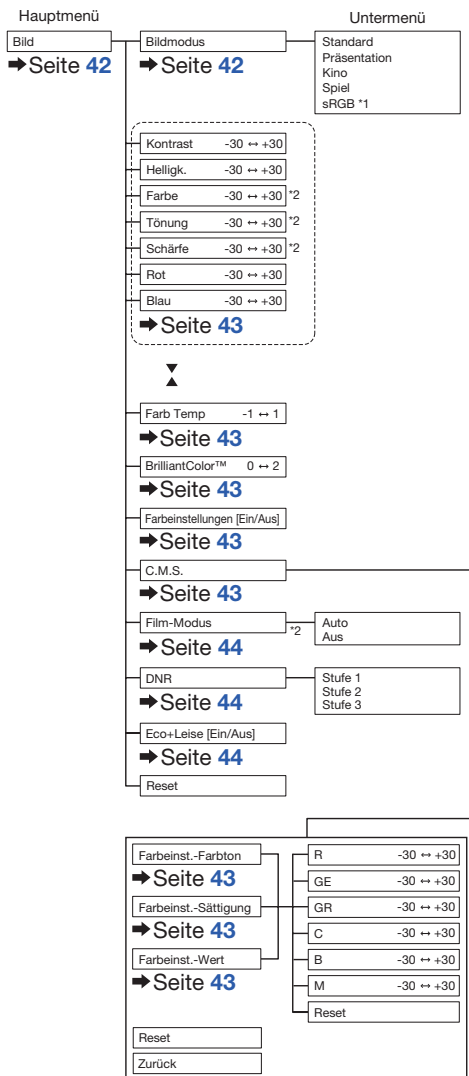 Hauptmenü
Untermenü
Bild
➡Seite 42
Bildmodus
➡Seite 42
Standard
Präsentation
Kino
Spiel
sRGB *1
Kontrast -30 ↔ +30
Helligk. -30 ↔ +30
Farbe -30 ↔ +30 *2
Tönung -30 ↔ +30 *2
Schärfe -30 ↔ +30 *2
Rot -30 ↔ +30
Blau -30 ↔ +30
➡Seite 43
Farb Temp -1 ↔ 1
➡Seite 43
BrilliantColor™ 0 ↔ 2
➡Seite 43
Farbeinstellungen [Ein/Aus]
➡Seite 43
C.M.S.
➡Seite 43
Film-Modus *2
➡Seite 44
Auto
Aus
DNR
➡Seite 44
Stufe 1
Stufe 2
Stufe 3
Eco+Leise [Ein/Aus]
➡Seite 44
Reset
Farbeinst.-Farbton
➡Seite 43
Farbeinst.-Sättigung
➡Seite 43
Farbeinst.-Wert
➡Seite 43
R -30 ↔ +30
GE -30 ↔ +30
GR -30 ↔ +30
C -30 ↔ +30
B -30 ↔ +30
M -30 ↔ +30
Reset
Reset
Zurück